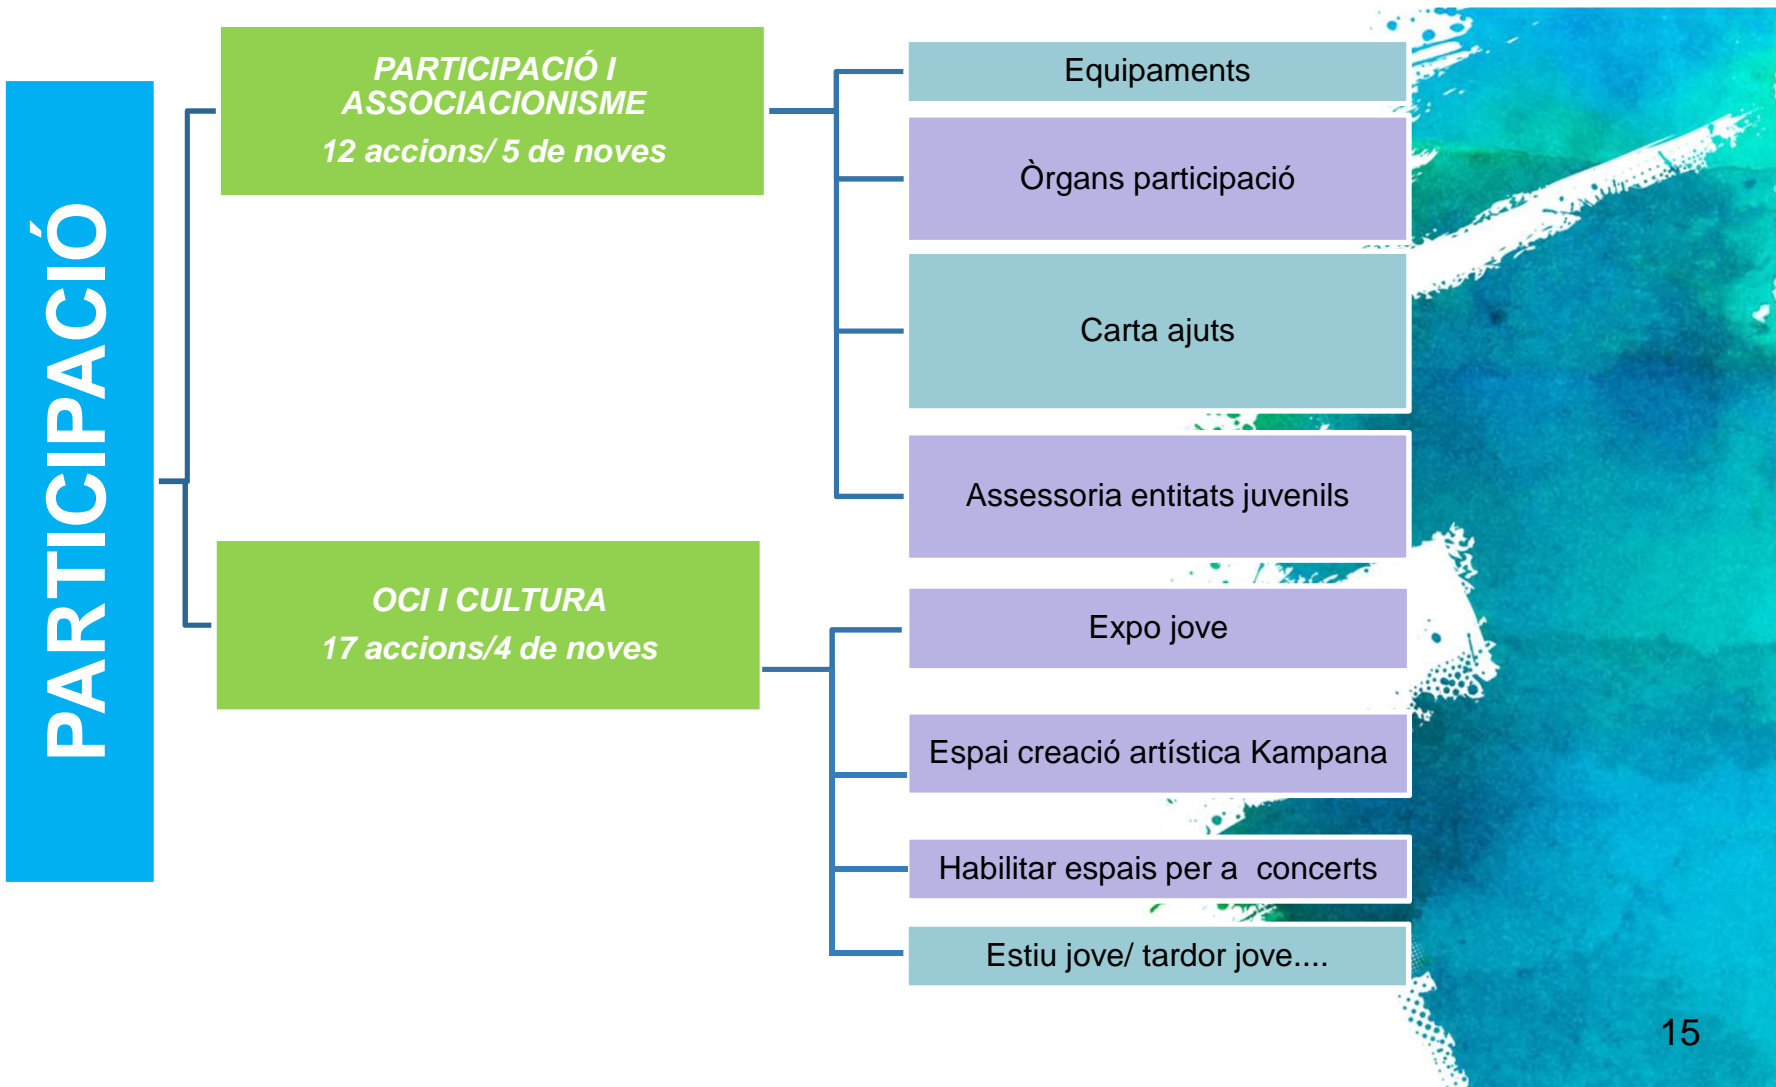 PARTICIPACIÓ
PARTICIPACIÓ I
ASSOCIACIONISME
12 accions/ 5 de noves
Equipaments
Òrgans participació
Carta ajuts
Assessoria entitats juvenils
OCI I CULTURA
17 accions/4 de noves
Expo jove
Espai creació artística Kampana
Habilitar espais per a  concerts
Estiu jove/ tardor jove....
15